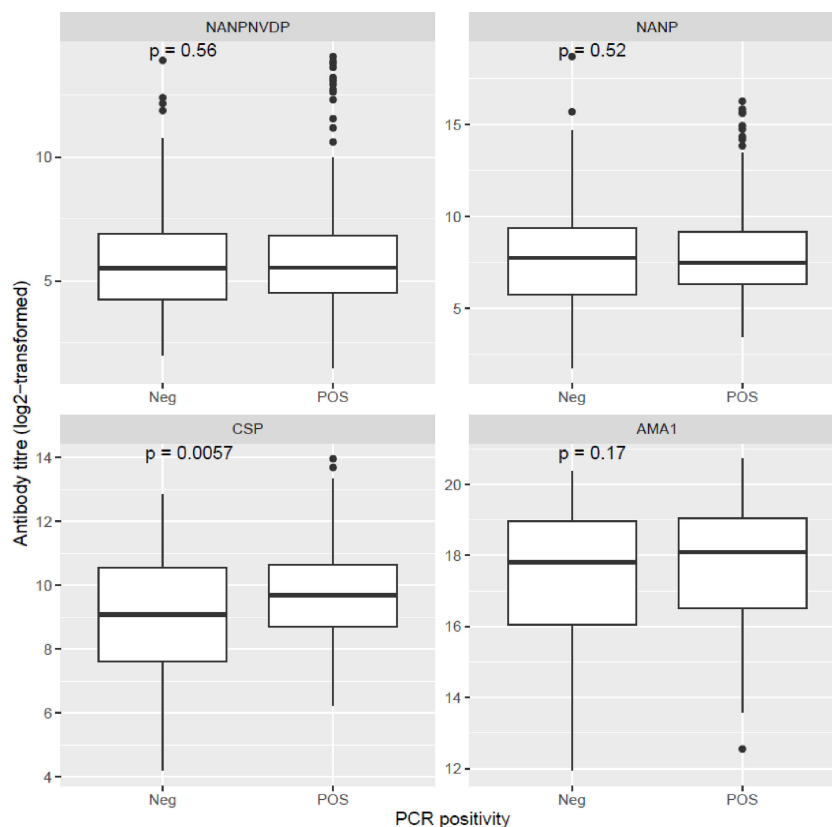 NANPNVDP
NANP
p = 0.56
p = 0.52
10
5
15
10
5
Neg
POS
Neg
POS
Antibody titre (log2−transformed)
CSP
AMA1
p = 0.0057
p = 0.17
14
12
10
8
6
4
20
18
16
14
12
Neg
POS
Neg
POS
PCR positivity